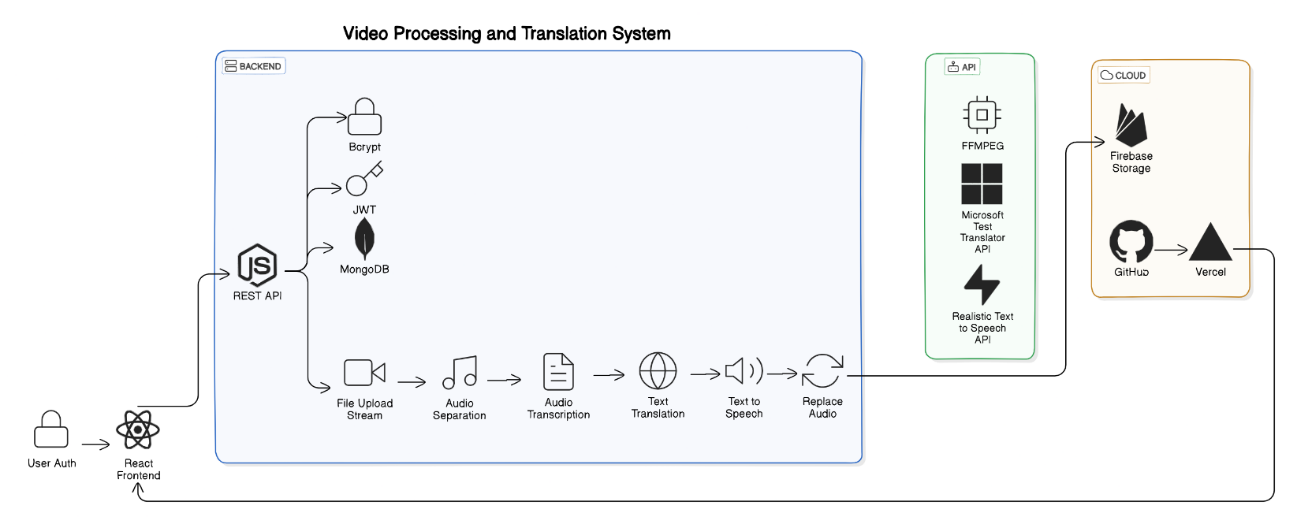 Video Processing and Translation System
BACKEND
API
CLOUD
Bcrypt
JWT
MongoDB
JS
REST API
File Upload
Stream
Audio
Separation
Audio
Transcription
Text
Translation
Text to
Speech
Replace
Audio
FFMPEG
Microsoft
Test
Translator
API
Realistic Text
to Speech
API
Firebase
Storage
GitHub
Vercel
User Auth
React
Frontend